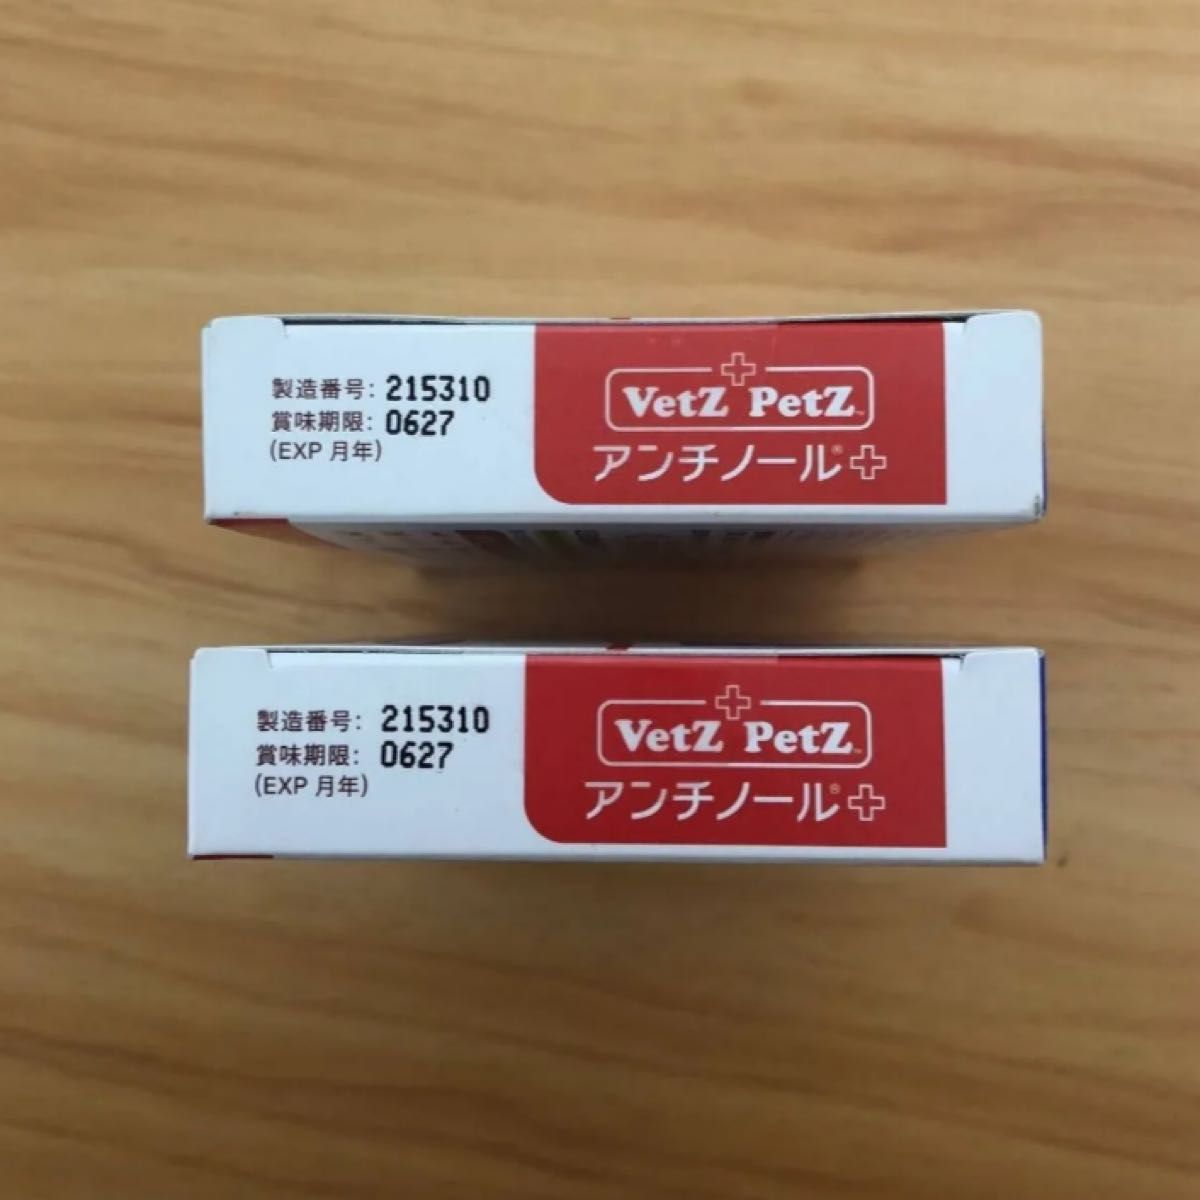 製造番号: 215310
賞味期限: 0627
(EXP 月年)
VetZ PetZ™
アンチノール®
製造番号: 215310
賞味期限: 0627
(EXP 月年)
VetZ PetZ™
アンチノール®